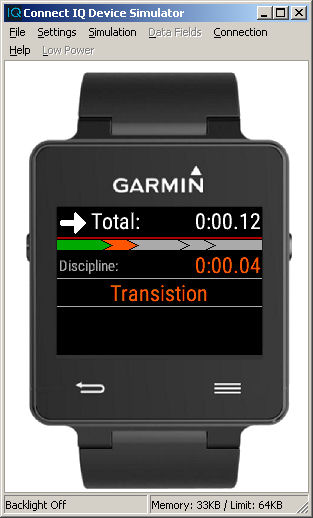 Connect IQ Device Simulator
File Settings Simulation Data Fields Connection
Help Low Power
GARMIN
Total: 0:00.12
Discipline: 0:00.04
Transistion
Backlight Off Memory: 33KB / Limit: 64KB